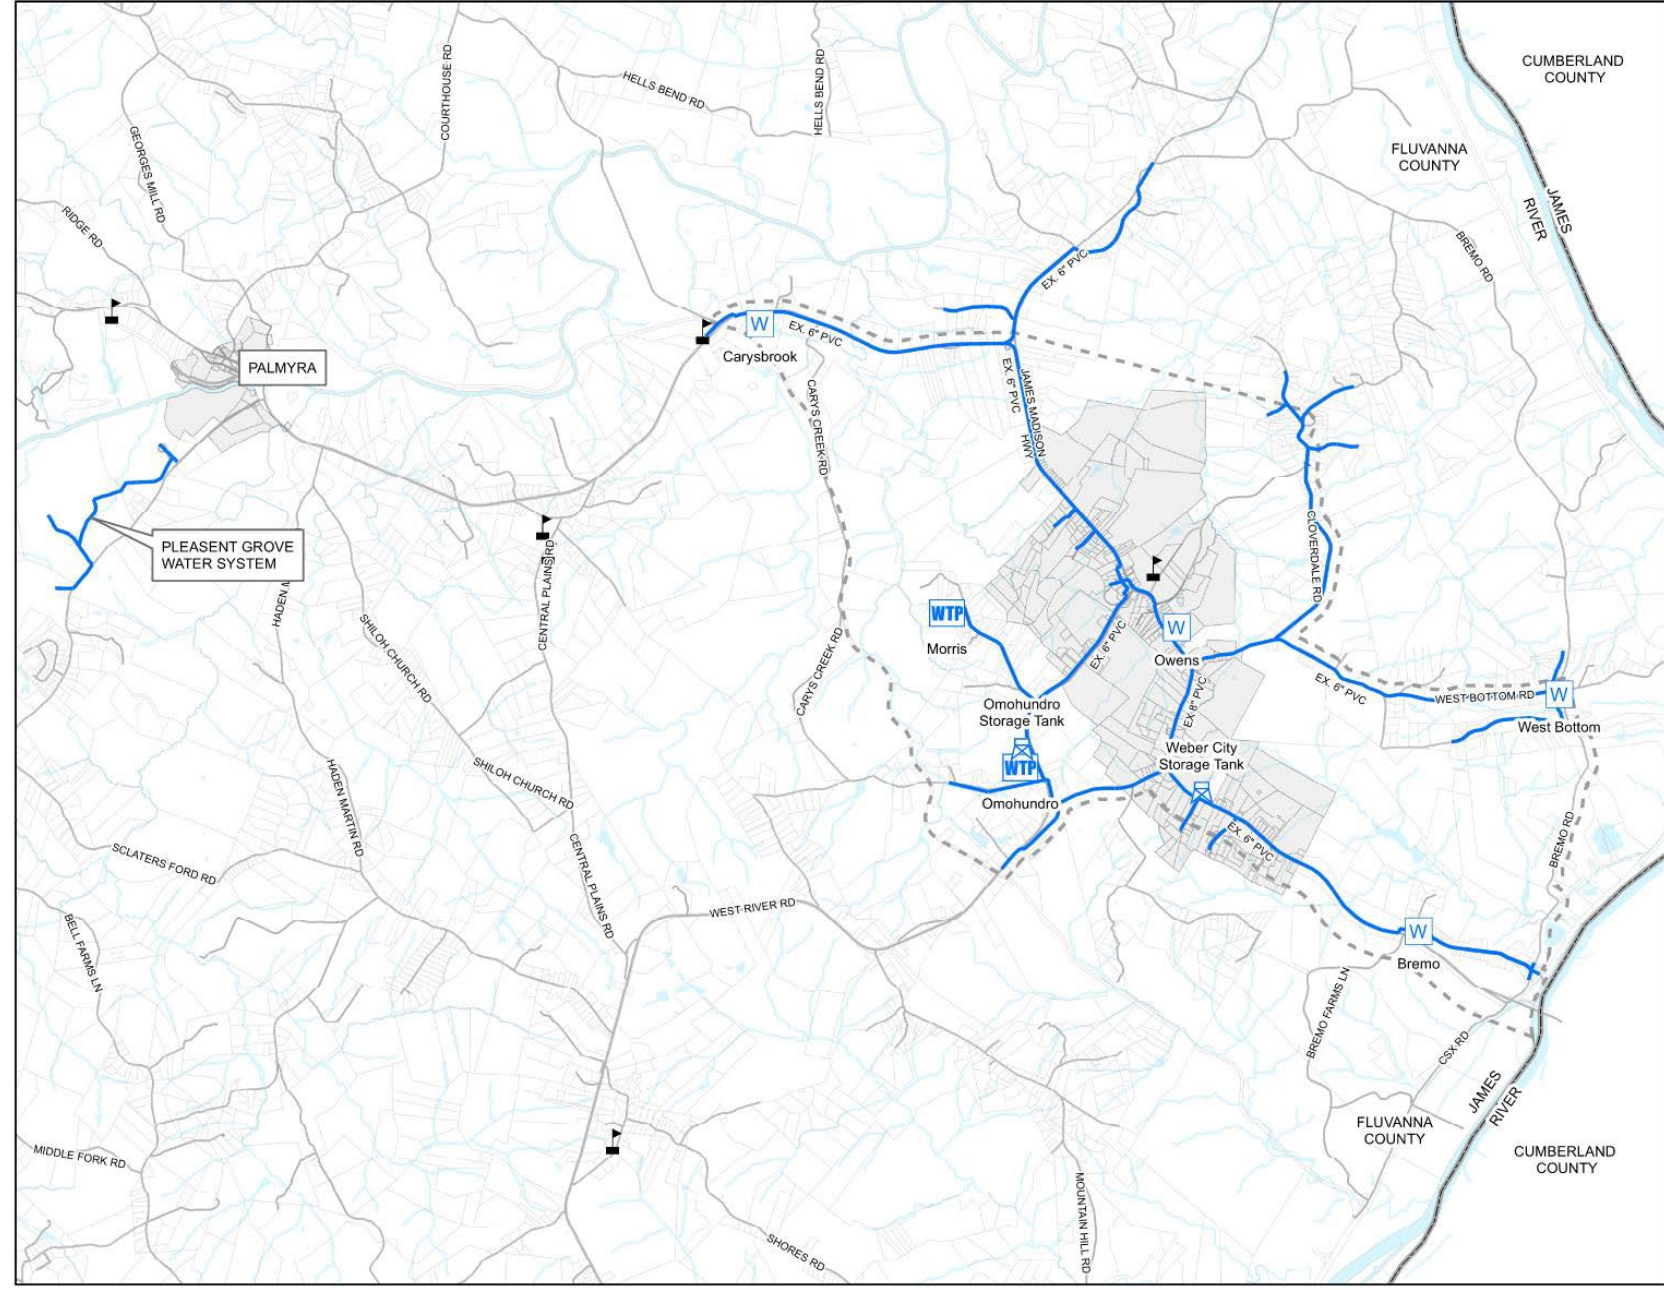 CUMBERLAND
COUNTY
COURTHOUSE RD
HELLS BEND RD
HELLS BEND RD
GEORGES MILL RD
FLUVANNA
COUNTY
RIDGE RD
JAMES
RIVER
BREMO RD
EX. 6" PVC
W
EX. 6" PVC
Carysbrook
PALMYRA
EX. 6" PVC
JAMES MADISON
HWY
CARYS CREEK RD
PLEASENT GROVE
WATER SYSTEM
CENTRAL PLAINS RD
CLOVERDALE RD
HADEN M
SHILOH CHURCH RD
WTP
Morris
EX. 6" PVC
W
Owens
CARYS CREEK RD
EX. 6" PVC
WEST BOTTOM RD
W
West Bottom
EX 8" PVC
Omohundro
Storage Tank
Weber City
Storage Tank
WTP
Omohundro
SHILOH CHURCH RD
HADEN MARTIN RD
EX. 6" PVC
BREMO RD
SCLATERS FORD RD
CENTRAL PLAINS RD
WEST RIVER RD
BELL FARMS LN
W
Bremo
BREMO FARMS LN
CSX RD
JAMES
RIVER
FLUVANNA
COUNTY
CUMBERLAND
COUNTY
MIDDLE FORK RD
MOUNTAIN HILL RD
SHORES RD